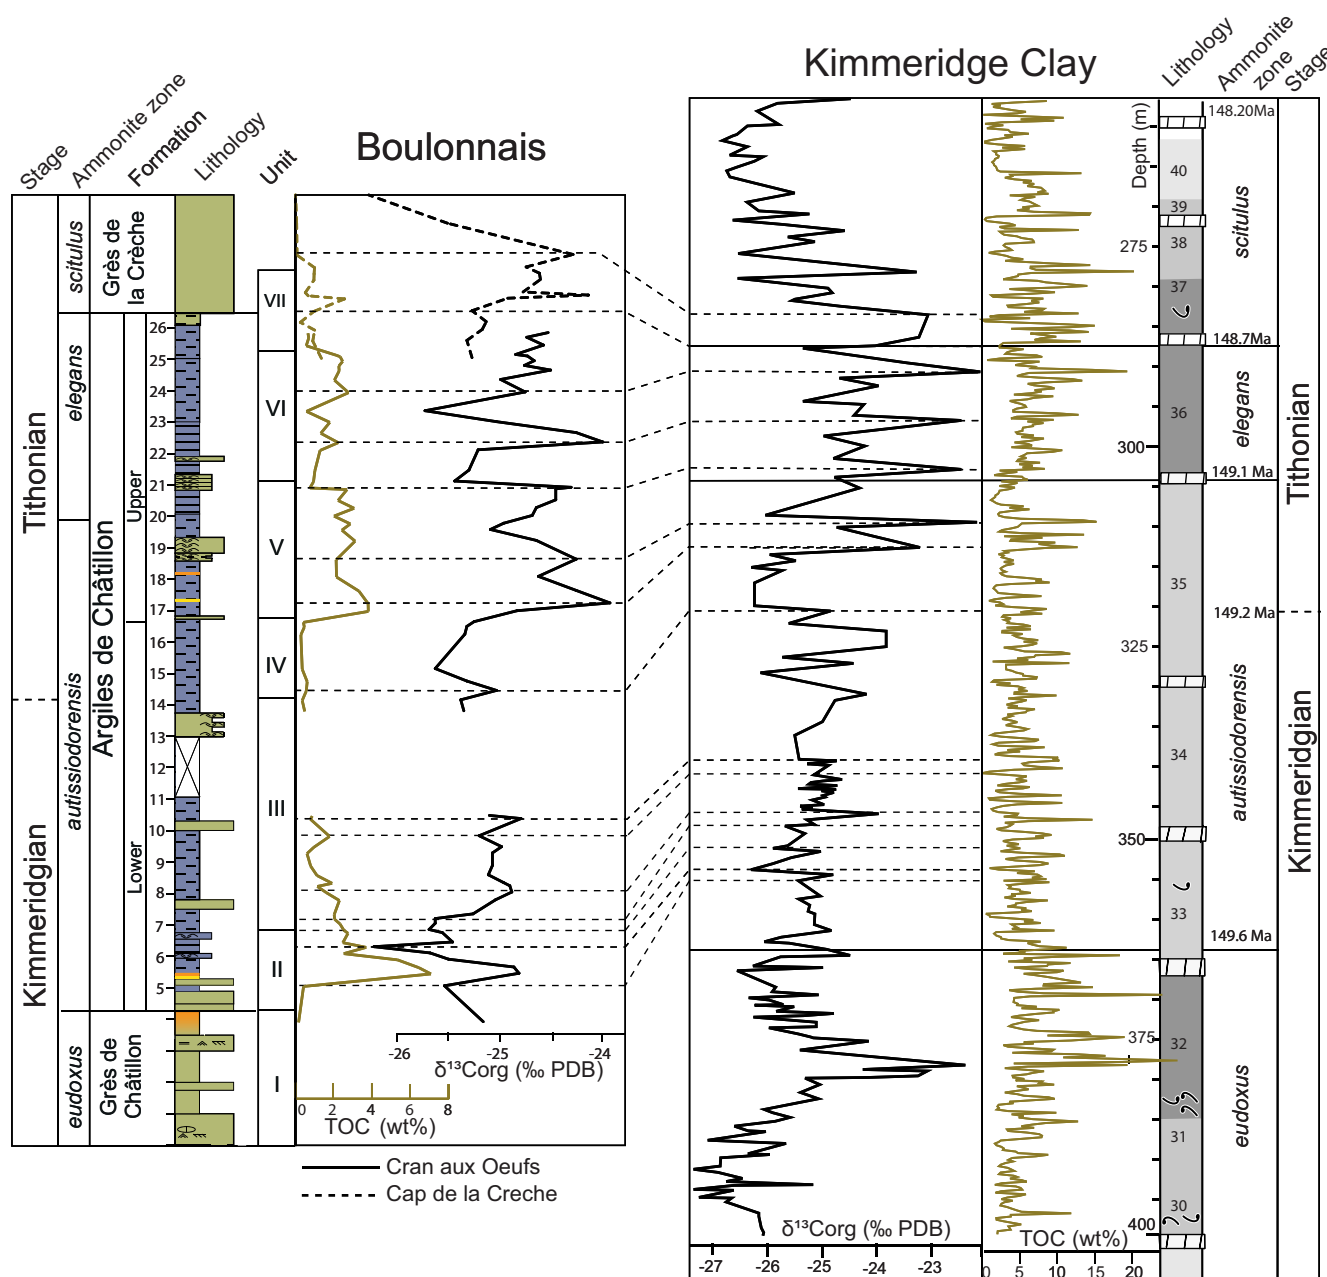 Kimmeridge Clay
Boulonnais
Stage
Ammonite zone
Formation
Lithology
Unit
Lithology
Ammonite
zone
Stage
Tithonian
Kimmeridgian
scitulus
elegans
autissiodorensis
eudoxus
Grès de
la Crèche
Argiles de Châtillon
Upper
Lower
Grès de
Châtillon
26
25
24
23
22
21
20
19
18
17
16
15
14
13
12
11
10
9
8
7
6
5
VII
VI
V
IV
III
II
I
-26
-25
-24
δ¹³Corg (‰ PDB)
0
2
4
6
8
TOC (wt%)
Cran aux Oeufs
Cap de la Creche
δ¹³Corg (‰ PDB)
-27
-26
-25
-24
-23
TOC (wt%)
0
5
10
15
20
Depth (m)
275
300
325
350
375
400
40
39
38
37
36
35
34
33
32
31
30
148.20Ma
148.7Ma
149.1 Ma
149.2 Ma
149.6 Ma
scitulus
elegans
autissiodorensis
eudoxus
Tithonian
Kimmeridgian